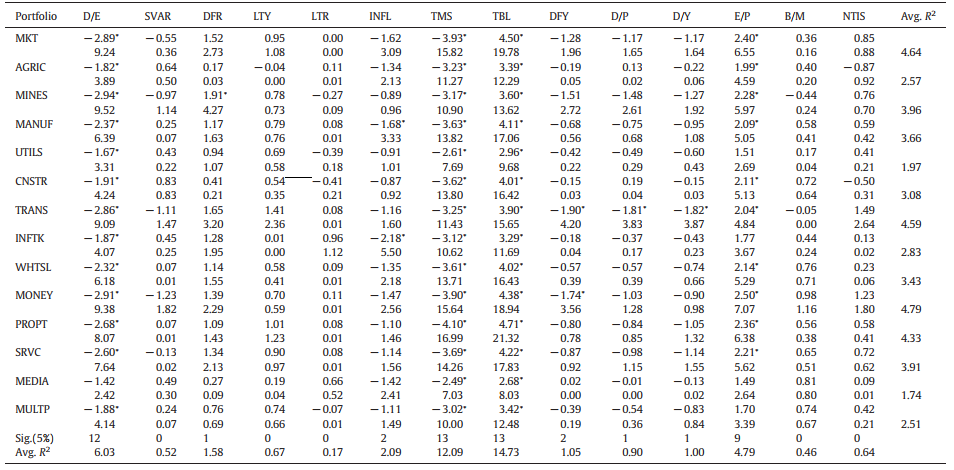 Portfolio D/E SVAR DFR LTY LTR INFL TMS TBL DFY D/P D/Y E/P B/M NTIS Avg. R²
MKT −2.89* −0.55 1.52 0.95 0.00 −1.62 −3.93* 4.50* −1.28 −1.17 −1.17 2.40* 0.36 0.85
9.24 0.36 2.73 1.08 0.00 3.09 15.82 19.78 1.96 1.65 1.64 6.55 0.16 0.88 4.64
AGRIC −1.82* 0.64 0.17 −0.04 0.11 −1.34 −3.23* 3.39* −0.19 0.13 −0.22 1.99* 0.40 −0.87
3.89 0.50 0.03 0.00 0.01 2.13 11.27 12.29 0.05 0.02 0.06 4.59 0.20 0.92 2.57
MINES −2.94* −0.97 1.91* 0.78 −0.27 −0.89 −3.17* 3.60* −1.51 −1.48 −1.27 2.28* −0.44 0.76
9.52 1.14 4.27 0.73 0.09 0.96 10.90 13.62 2.72 2.61 1.92 5.97 0.24 0.70 3.96
MANUF −2.37* 0.25 1.17 0.79 0.08 −1.68* −3.63* 4.11* −0.68 −0.75 −0.95 2.09* 0.58 0.59
6.39 0.07 1.63 0.76 0.01 3.33 13.82 17.06 0.56 0.68 1.08 5.05 0.41 0.42 3.66
UTILS −1.67* 0.43 0.94 0.69 −0.39 −0.91 −2.61* 2.96* −0.42 −0.49 −0.60 1.51 0.17 0.41
3.31 0.22 1.07 0.58 0.18 1.01 7.69 9.68 0.22 0.29 0.43 2.69 0.04 0.21 1.97
CNSTR −1.91* 0.83 0.41 0.54 −0.41 −0.87 −3.62* 4.01* −0.15 0.19 −0.15 2.11* 0.72 −0.50
4.24 0.83 0.21 0.35 0.21 0.92 13.80 16.42 0.03 0.04 0.03 5.13 0.64 0.31 3.08
TRANS −2.86* −1.11 1.65 1.41 0.08 −1.16 −3.25* 3.90* −1.90* −1.81* −1.82* 2.04* −0.05 1.49
9.09 1.47 3.20 2.36 0.01 1.60 11.43 15.65 4.20 3.83 3.87 4.84 0.00 2.64 4.59
INFTK −1.87* 0.45 1.28 0.01 0.96 −2.18* −3.12* 3.29* −0.18 −0.37 −0.43 1.77 0.44 0.13
4.07 0.25 1.95 0.00 1.12 5.50 10.62 11.69 0.04 0.17 0.23 3.67 0.24 0.02 2.83
WHTSL −2.32* 0.07 1.14 0.58 0.09 −1.35 −3.61* 4.02* −0.57 −0.57 −0.74 2.14* 0.76 0.23
6.18 0.01 1.55 0.41 0.01 2.18 13.71 16.43 0.39 0.39 0.66 5.29 0.71 0.06 3.43
MONEY −2.91* −1.23 1.39 0.70 0.11 −1.47 −3.90* 4.38* −1.74* −1.03 −0.90 2.50* 0.98 1.23
9.38 1.82 2.29 0.59 0.01 2.56 15.64 18.94 3.56 1.28 0.98 7.07 1.16 1.80 4.79
PROPT −2.68* 0.07 1.09 1.01 0.08 −1.10 −4.10* 4.71* −0.80 −0.84 −1.05 2.36* 0.56 0.58
8.07 0.01 1.43 1.23 0.01 1.46 16.99 21.32 0.78 0.85 1.32 6.38 0.38 0.41 4.33
SRVC −2.60* −0.13 1.34 0.90 0.08 −1.14 −3.69* 4.22* −0.87 −0.98 −1.14 2.21* 0.65 0.72
7.64 0.02 2.13 0.97 0.01 1.56 14.26 17.83 0.92 1.15 1.55 5.62 0.51 0.62 3.91
MEDIA −1.42 0.49 0.27 0.19 0.66 −1.42 −2.49* 2.68* 0.02 −0.01 −0.13 1.49 0.81 0.09
2.42 0.30 0.09 0.04 0.52 2.41 7.03 8.03 0.00 0.00 0.02 2.64 0.80 0.01 1.74
MULTP −1.88* 0.24 0.76 0.74 −0.07 −1.11 −3.02* 3.42* −0.39 −0.54 −0.83 1.70 0.74 0.42
4.14 0.07 0.69 0.66 0.01 1.49 10.00 12.48 0.19 0.36 0.84 3.39 0.67 0.21 2.51
Sig.(5%) 12 0 1 0 0 2 13 13 2 1 1 9 0 0
Avg. R² 6.03 0.52 1.58 0.67 0.17 2.09 12.09 14.73 1.05 0.90 1.00 4.79 0.46 0.64